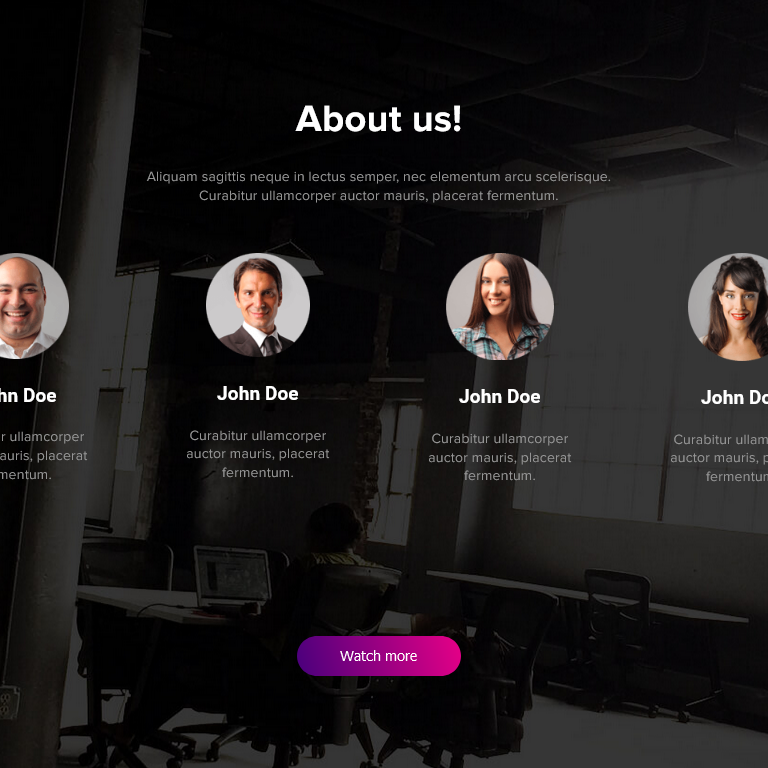 About us!
Aliquam sagittis neque in lectus semper, nec elementum arcu scelerisque.
Curabitur ullamcorper auctor mauris, placerat fermentum.
hn Doe
r ullamcorper
auris, placerat
mentum.
John Doe
Curabitur ullamcorper
auctor mauris, placerat
fermentum.
John Doe
Curabitur ullamcorper
auctor mauris, placerat
fermentum.
John Do
Curabitur ullam
auctor mauris, p
fermentum
Watch more